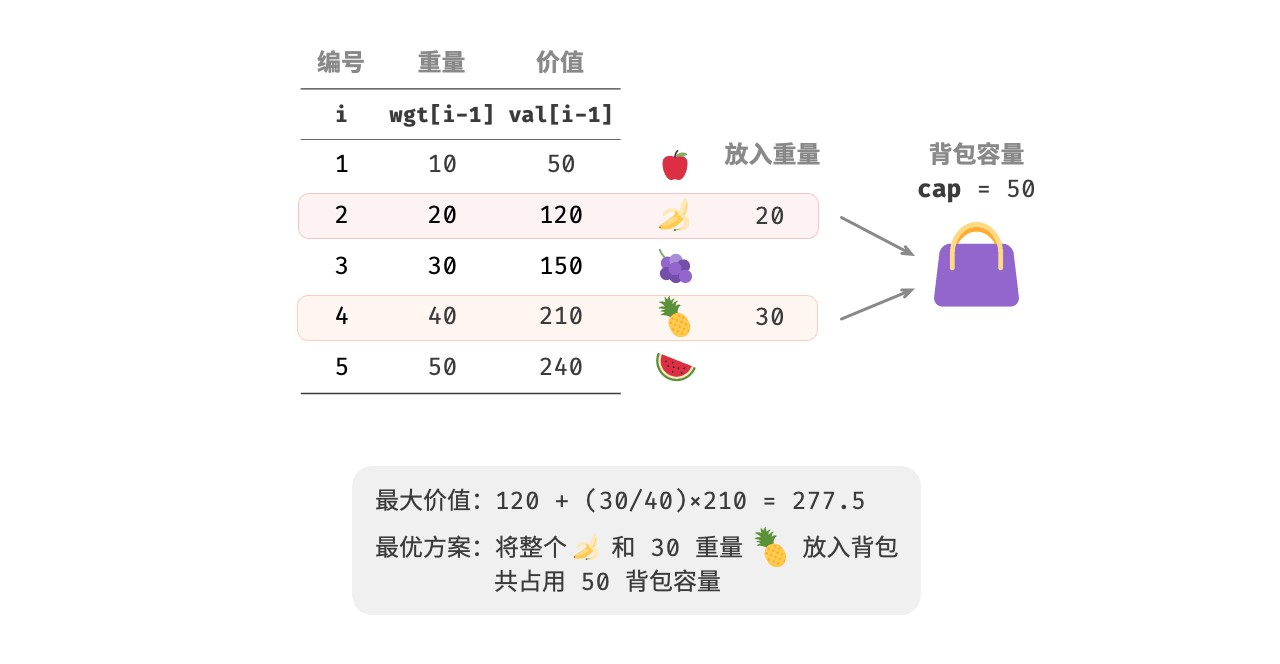 编号 重量 价值
i wgt[i-1] val[i-1]
放入重量 背包容量
1 10 50
cap = 50
2 20 120 20
3 30 150
4 40 210 30
5 50 240
最大价值：120 + (30/40)×210 = 277.5
最优方案：将整个 和 30 重量 放入背包
共占用 50 背包容量